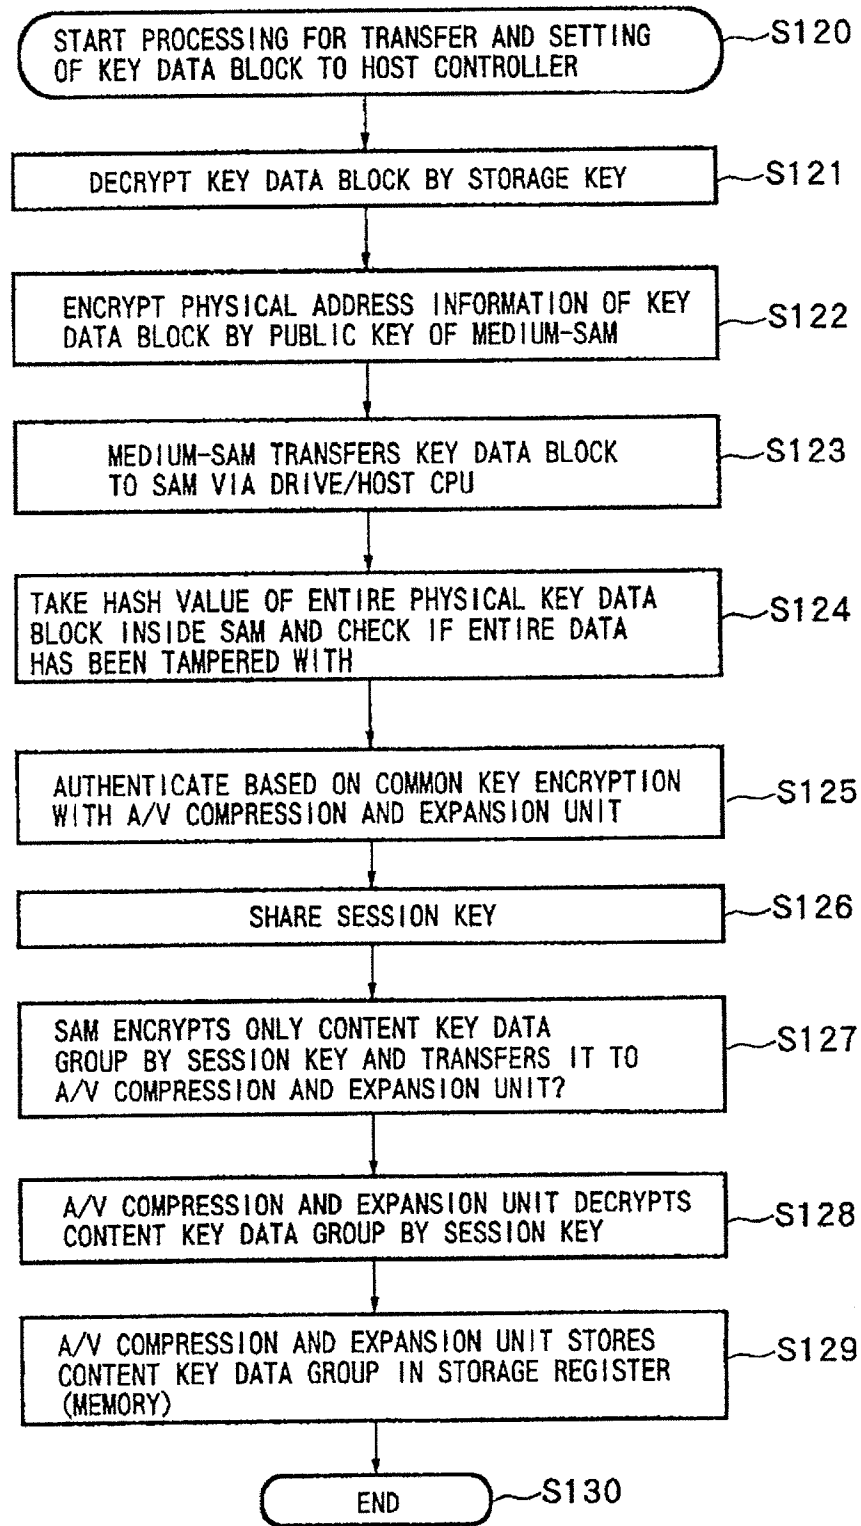 START PROCESSING FOR TRANSFER AND SETTING
OF KEY DATA BLOCK TO HOST CONTROLLER
S120
DECRYPT KEY DATA BLOCK BY STORAGE KEY
S121
ENCRYPT PHYSICAL ADDRESS INFORMATION OF KEY
DATA BLOCK BY PUBLIC KEY OF MEDIUM-SAM
S122
MEDIUM-SAM TRANSFERS KEY DATA BLOCK
TO SAM VIA DRIVE/HOST CPU
S123
TAKE HASH VALUE OF ENTIRE PHYSICAL KEY DATA
BLOCK INSIDE SAM AND CHECK IF ENTIRE DATA
HAS BEEN TAMPERED WITH
S124
AUTHENTICATE BASED ON COMMON KEY ENCRYPTION
WITH A/V COMPRESSION AND EXPANSION UNIT
S125
SHARE SESSION KEY
S126
SAM ENCRYPTS ONLY CONTENT KEY DATA
GROUP BY SESSION KEY AND TRANSFERS IT TO
A/V COMPRESSION AND EXPANSION UNIT?
S127
A/V COMPRESSION AND EXPANSION UNIT DECRYPTS
CONTENT KEY DATA GROUP BY SESSION KEY
S128
A/V COMPRESSION AND EXPANSION UNIT STORES
CONTENT KEY DATA GROUP IN STORAGE REGISTER
(MEMORY)
S129
END
S130